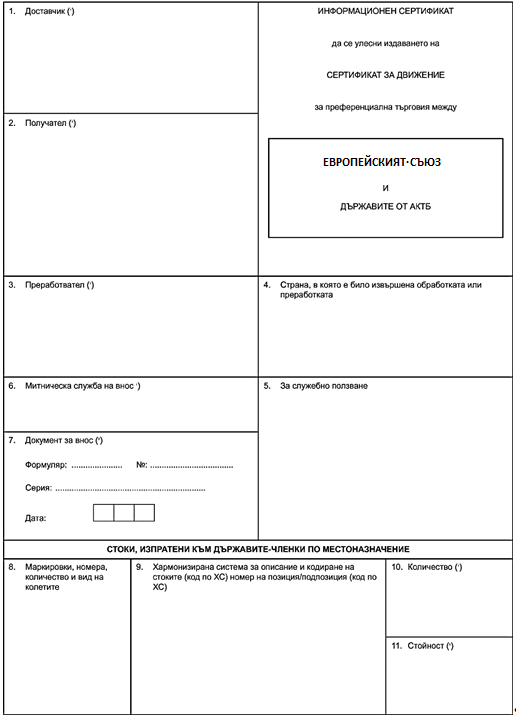 1. Доставчик (¹)
ИНФОРМАЦИОНЕН СЕРТИФИКАТ
да се улесни издаването на
СЕРТИФИКАТ ЗА ДВИЖЕНИЕ
за преференциална търговия между
ЕВРОПЕЙСКИЯТ·СЪЮЗ
И
ДЪРЖАВИТЕ ОТ АКТБ
2. Получател (¹)
3. Преработвател (¹)
4. Страна, в която е било извършена обработката или
преработката
6. Митническа служба на внос ¹)
5. За служебно ползване
7. Документ за внос (²)
Формуляр: ..................... №: ..................................
Серия: ..............................................................
Дата:
СТОКИ, ИЗПРАТЕНИ КЪМ ДЪРЖАВИТЕ-ЧЛЕНКИ ПО МЕСТОНАЗНАЧЕНИЕ
8. Маркировки, номера,
количество и вид на
колетите
9. Хармонизирана система за описание и кодиране на
стоките (код по ХС) номер на позиция/подпозиция (код по
ХС)
10. Количество (³)
11. Стойност (⁴)